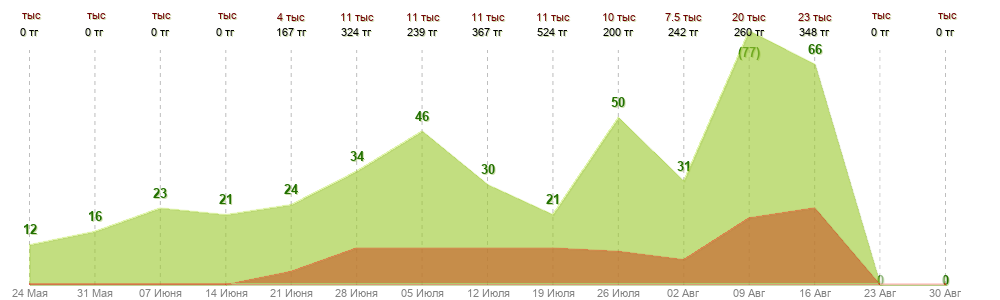 тыс тыс тыс тыс 4 тыс 11 тыс 11 тыс 11 тыс 11 тыс 10 тыс 7.5 тыс 20 тыс 23 тыс тыс тыс
0 тг 0 тг 0 тг 0 тг 167 тг 324 тг 239 тг 367 тг 524 тг 200 тг 242 тг 260 тг 348 тг 0 тг 0 тг
12 16 23 21 24 34 46 30 21 50 31 (77) 66 0 0
24 Мая 31 Мая 07 Июня 14 Июня 21 Июня 28 Июня 05 Июля 12 Июля 19 Июля 26 Июля 02 Авг 09 Авг 16 Авг 23 Авг 30 Авг